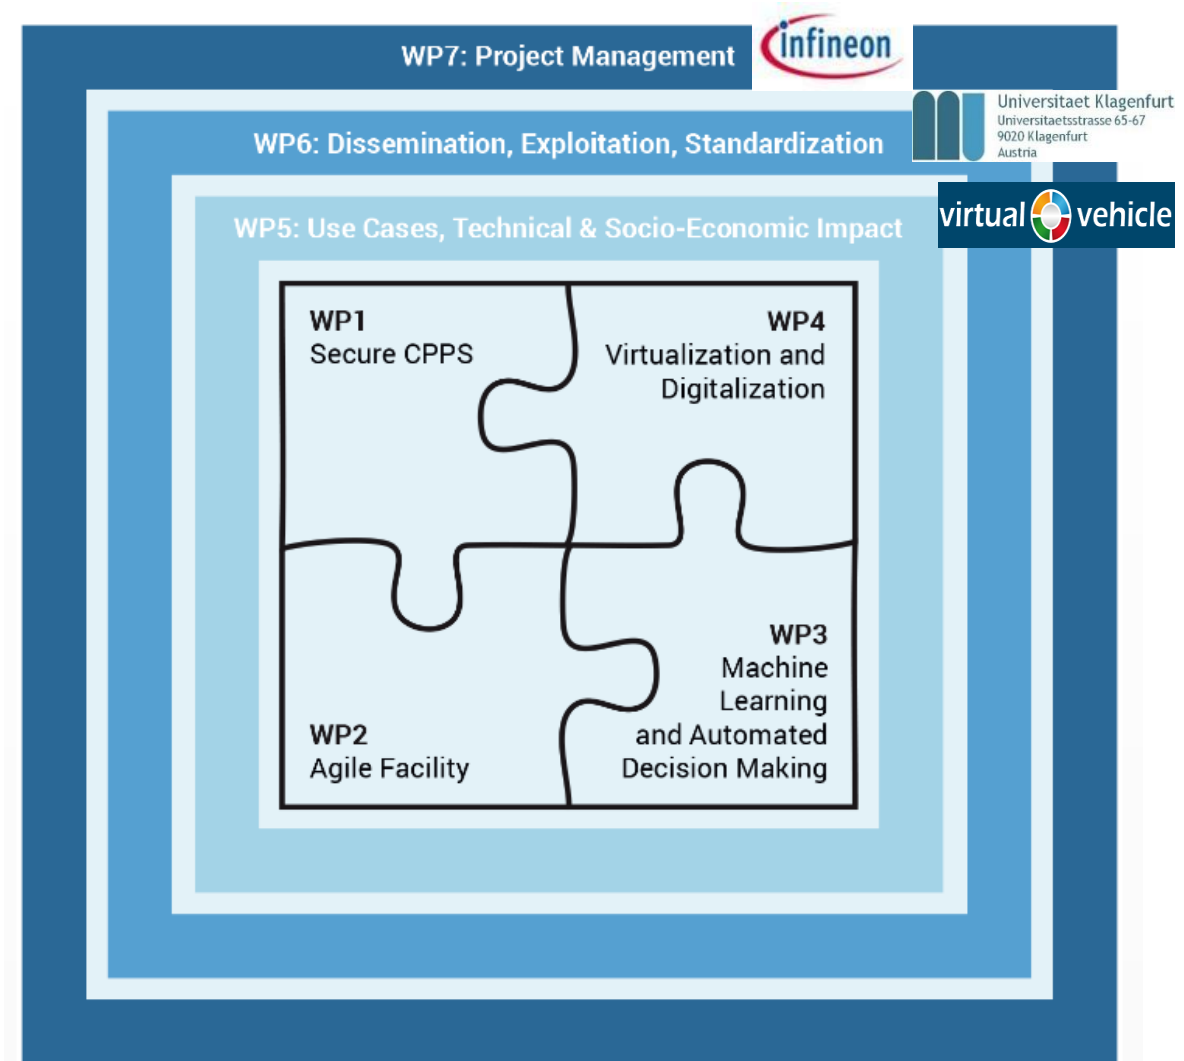 WP7: Project Management
infineon
Universitaet Klagenfurt
Universitaetsstrasse 65-67
9020 Klagenfurt
Austria
WP6: Dissemination, Exploitation, Standardization
virtual vehicle
WP5: Use Cases, Technical & Socio-Economic Impact
WP1
Secure CPPS
WP4
Virtualization and
Digitalization
WP2
Agile Facility
WP3
Machine
Learning
and Automated
Decision Making